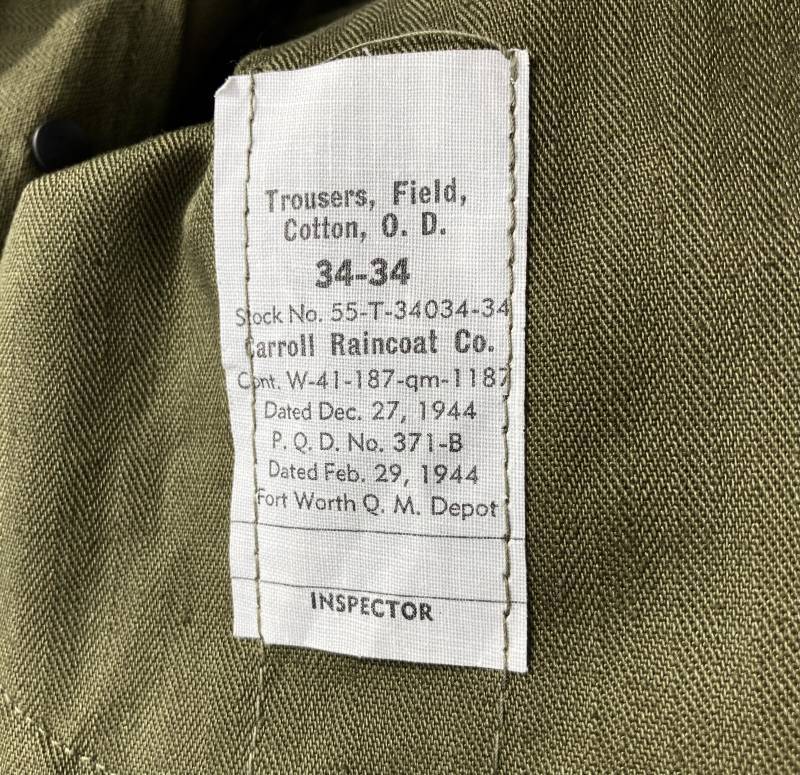 Trousers, Field,
Cotton, O. D.
34-34
Stock No. 55-T-34034-34
Carroll Raincoat Co.
Cont. W-41-187-qm-1187
Dated Dec. 27, 1944
P. Q. D. No. 371-B
Dated Feb. 29, 1944
Fort Worth Q. M. Depot
INSPECTOR